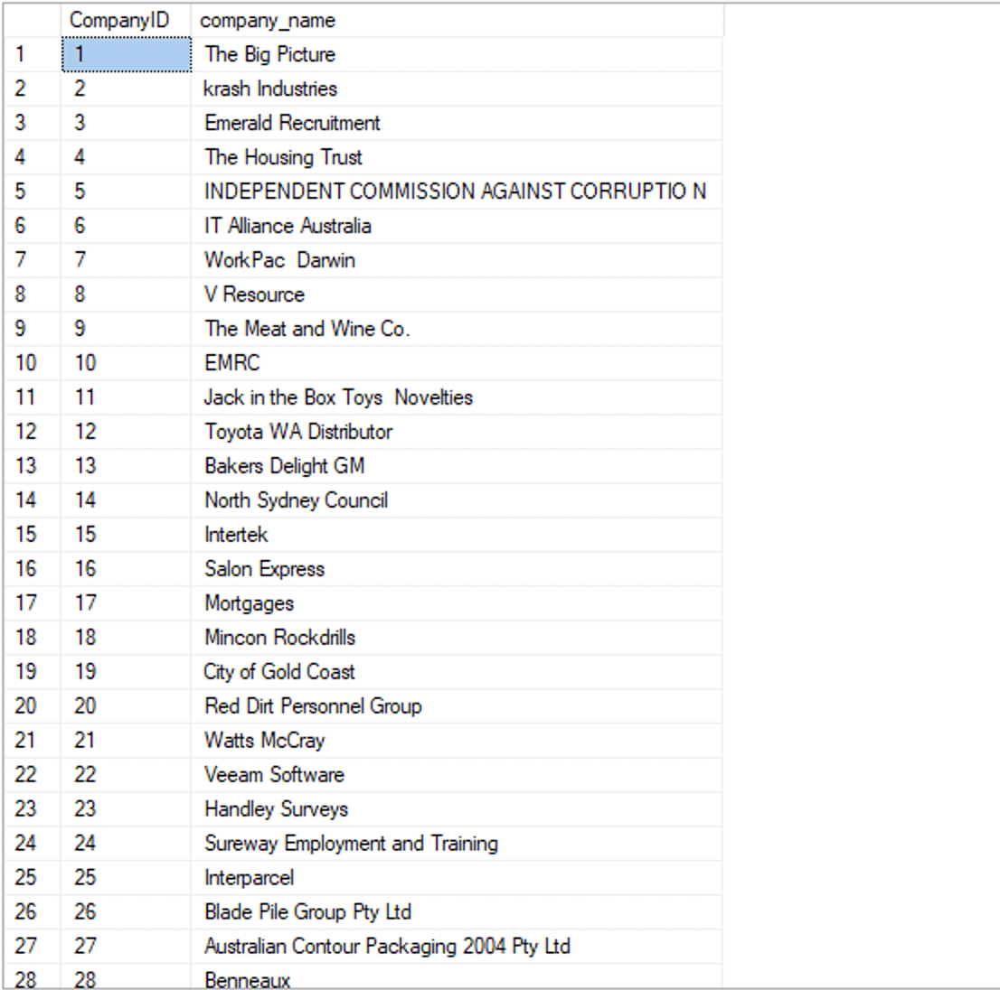 CompanyID company_name
1 1 The Big Picture
2 2 krash Industries
3 3 Emerald Recruitment
4 4 The Housing Trust
5 5 INDEPENDENT COMMISSION AGAINST CORRUPTIO N
6 6 IT Alliance Australia
7 7 WorkPac  Darwin
8 8 V Resource
9 9 The Meat and Wine Co.
10 10 EMRC
11 11 Jack in the Box Toys  Novelties
12 12 Toyota WA Distributor
13 13 Bakers Delight GM
14 14 North Sydney Council
15 15 Intertek
16 16 Salon Express
17 17 Mortgages
18 18 Mincon Rockdrills
19 19 City of Gold Coast
20 20 Red Dirt Personnel Group
21 21 Watts McCray
22 22 Veeam Software
23 23 Handley Surveys
24 24 Sureway Employment and Training
25 25 Interparcel
26 26 Blade Pile Group Pty Ltd
27 27 Australian Contour Packaging 2004 Pty Ltd
28 28 Benneaux